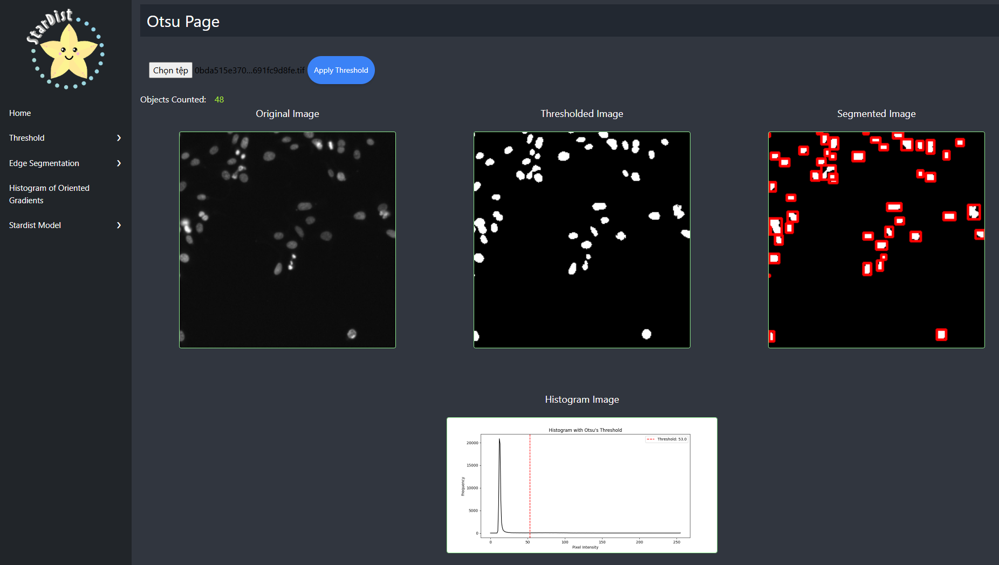 StarDist
Otsu Page
Chọn tệp 0bda515e370...691fc9d8fe.tif Apply Threshold
Objects Counted: 48
Home
Threshold
Edge Segmentation
Histogram of Oriented
Gradients
Stardist Model
Original Image
Thresholded Image
Segmented Image
Histogram Image
Histogram with Otsu's Threshold
Threshold: 53.0
Frequency
20000
15000
10000
5000
0
0 50 100 150 200 250
Pixel Intensity